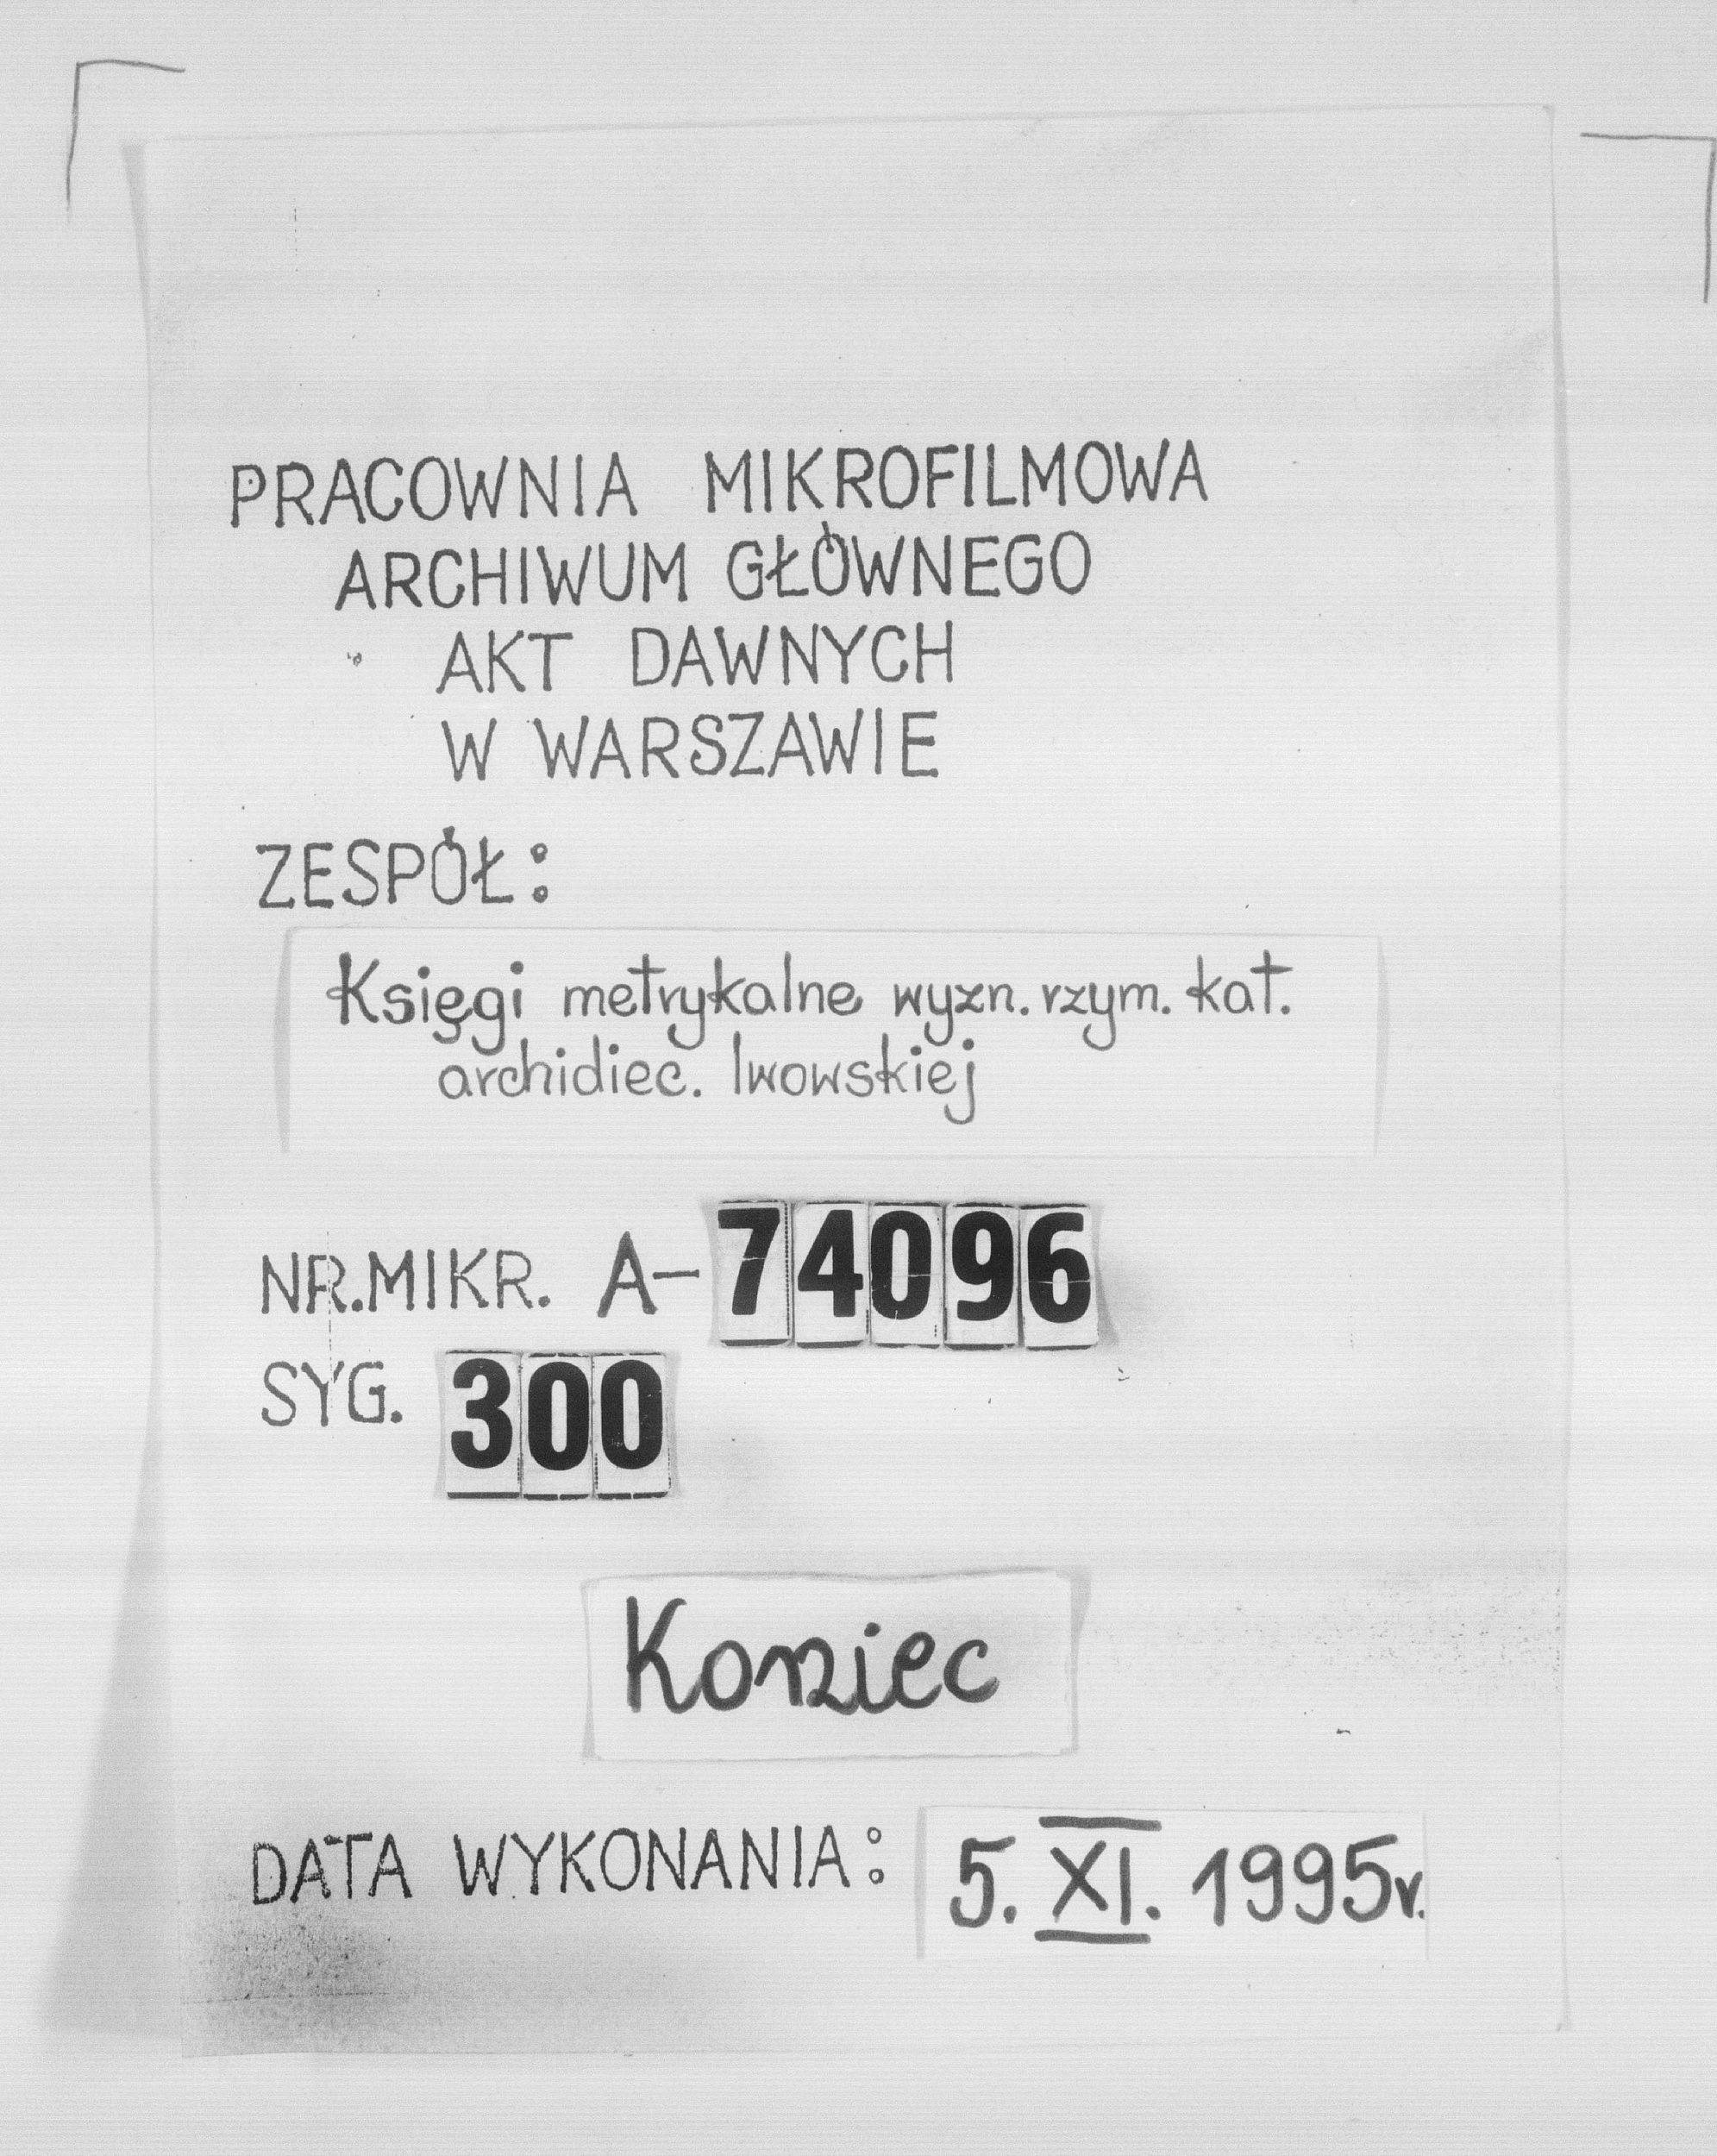 PRACOWNIA MIKROFILMOWA
ARCHIWUM GŁÓWNEGO
AKT DAWNYCH
W WARSZAWIE
ZESPÓŁ:
Księgi metrykalne wyzn. rzym. kat.
archidiec. lwowskiej
NR. MIKR. A-74096
SYG. 300
Koniec
DATA WYKONANIA: 5. XI. 1995r.